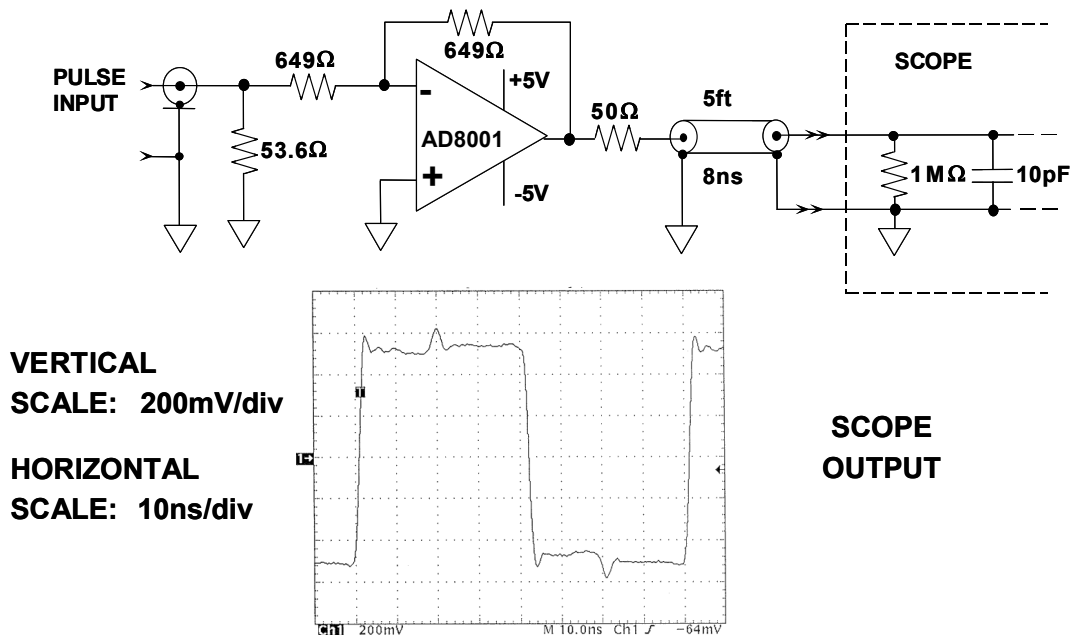 649Ω
649Ω
PULSE
INPUT
53.6Ω
-
+
AD8001
+5V
-5V
50Ω
5ft
8ns
SCOPE
1MΩ
10pF
VERTICAL
SCALE: 200mV/div
HORIZONTAL
SCALE: 10ns/div
T
1→
SCOPE
OUTPUT
Ch1 200mV M 10.0ns Ch1 ʃ -64mV